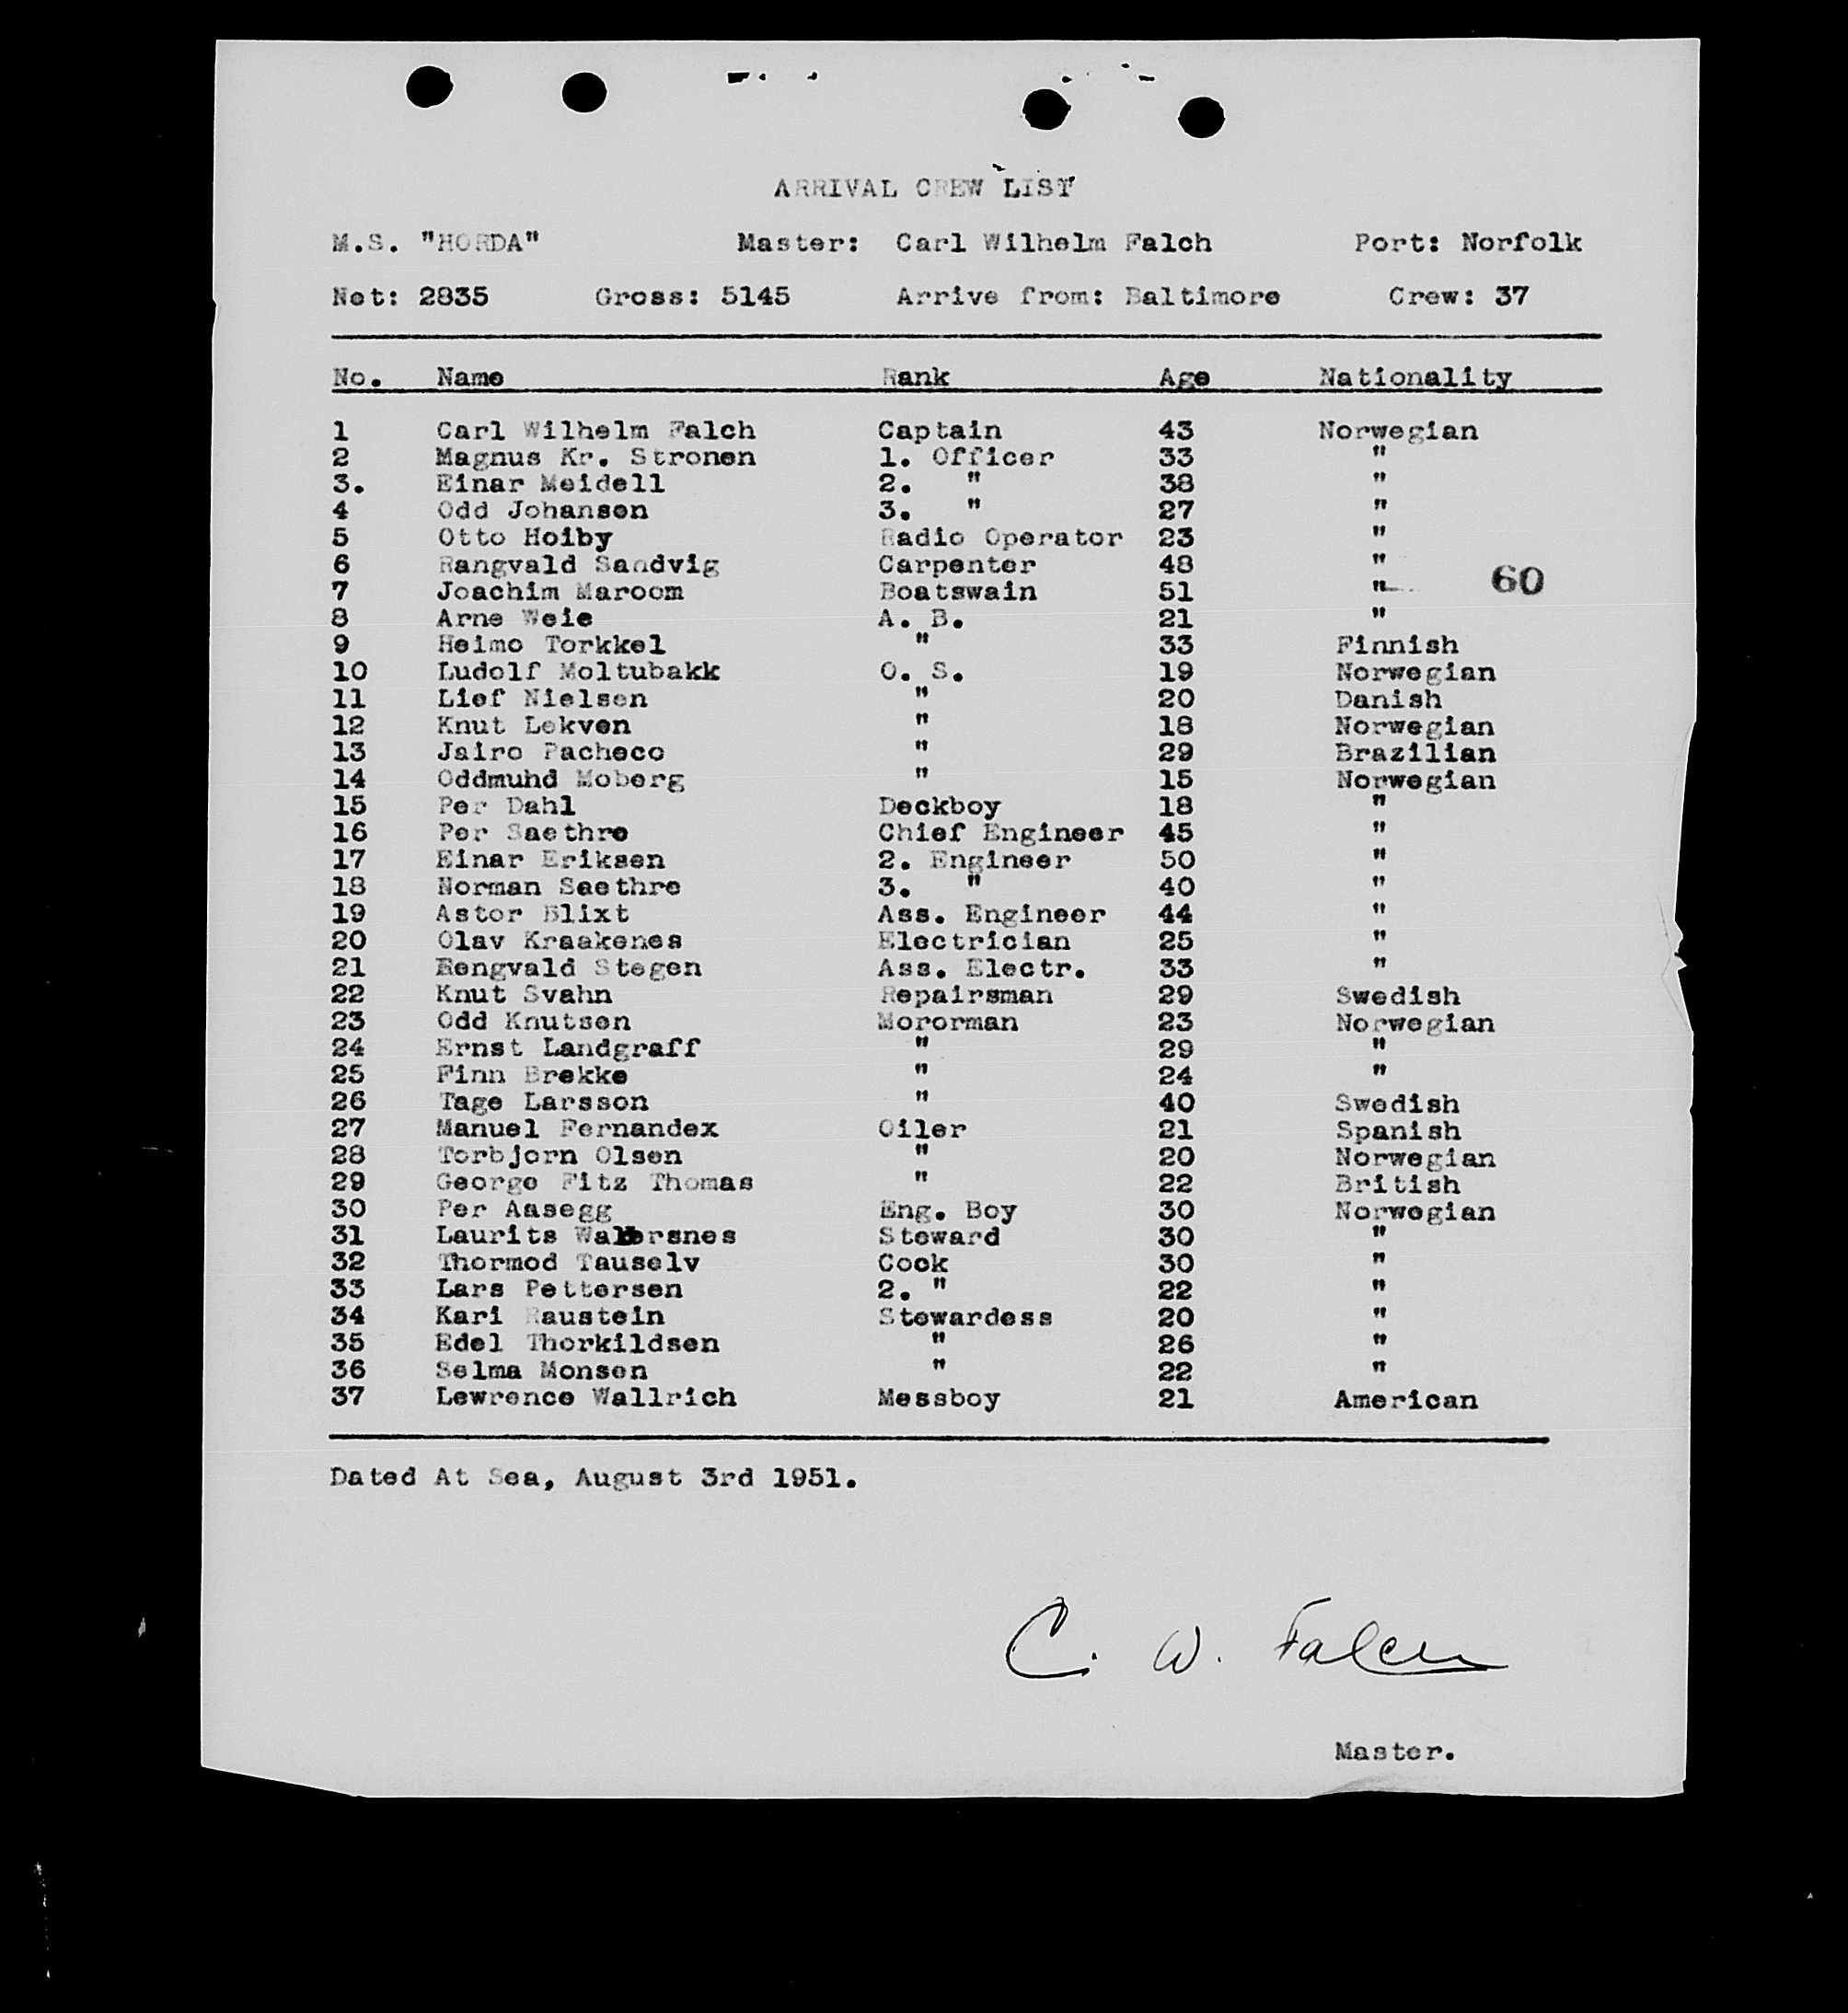 ARRIVAL CREW LIST
M.S. "HORDA" Master: Carl Wilhelm Falch Port: Norfolk
Net: 2835 Gross: 5145 Arrive from: Baltimore Crew: 37
No. Name Rank Age Nationality
1 Carl Wilhelm Falch Captain 43 Norwegian
2 Magnus Kr. Stronen 1. Officer 33 "
3. Einar Meidell 2. " 38 "
4 Odd Johansen 3. " 27 "
5 Otto Hoiby Radio Operator 23 "
6 Rangvald Sandvig Carpenter 48 "
60
7 Joachim Maroom Boatswain 51 "
8 Arne Weie A. B. 21 "
9 Heimo Torkkel " 33 Finnish
10 Ludolf Moltubakk O. S. 19 Norwegian
11 Lief Nielsen " 20 Danish
12 Knut Lekven " 18 Norwegian
13 Jairo Pacheco " 29 Brazilian
14 Oddmuhd Moberg " 15 Norwegian
15 Per Dahl Deckboy 18 "
16 Per Saethre Chief Engineer 45 "
17 Einar Eriksen 2. Engineer 50 "
18 Norman Saethre 3. " 40 "
19 Astor Blixt Ass. Engineer 44 "
20 Olav Kraakenes Electrician 25 "
21 Rengvald Stegen Ass. Electr. 33 "
22 Knut Svahn Repairsman 29 Swedish
23 Odd Knutsen Mororman 23 Norwegian
24 Ernst Landgraff " 29 "
25 Finn Brekke " 24 "
26 Tage Larsson " 40 Swedish
27 Manuel Fernandex Oiler 21 Spanish
28 Torbjorn Olsen " 20 Norwegian
29 George Fitz Thomas " 22 British
30 Per Aasegg Eng. Boy 30 Norwegian
31 Laurits Steward 30 "
32 Thormod Tauselv Cook 30 "
33 Lars Pettersen 2. " 22 "
34 Kari Raustein Stewardess 20 "
35 Edel Thorkildsen " 26 "
36 Selma Monsen " 22 "
37 Lewrence Wallrich Messboy 21 American
Dated At Sea, August 3rd 1951.
C. W. Falch
Master.